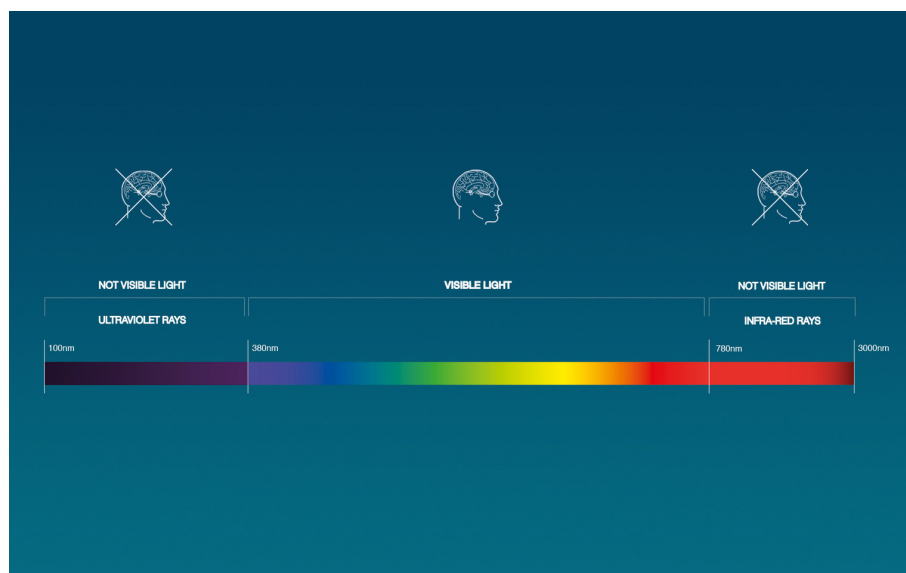 NOT VISIBLE LIGHT
VISIBLE LIGHT
NOT VISIBLE LIGHT
ULTRAVIOLET RAYS
INFRA-RED RAYS
100nm
380nm
780nm
3000nm